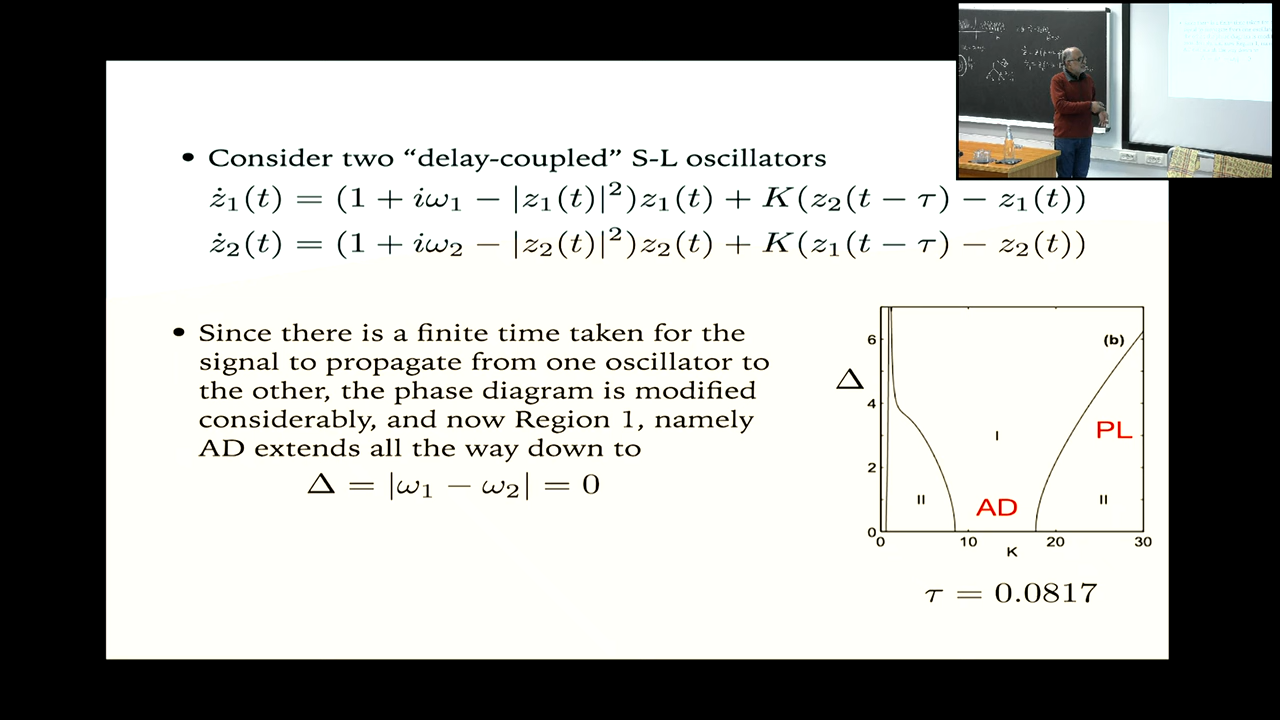 • Consider two “delay-coupled” S-L oscillators
ż₁(t) = (1 + iω₁ − |z₁(t)|²)z₁(t) + K(z₂(t − τ) − z₁(t))
ż₂(t) = (1 + iω₂ − |z₂(t)|²)z₂(t) + K(z₁(t − τ) − z₂(t))
• Since there is a finite time taken for the
signal to propagate from one oscillator to
the other, the phase diagram is modified
considerably, and now Region 1, namely
AD extends all the way down to
Δ = |ω₁ − ω₂| = 0
(b)
6
Δ
4
PL
I
2
II
AD
II
0
0 10 20 30
K
τ = 0.0817